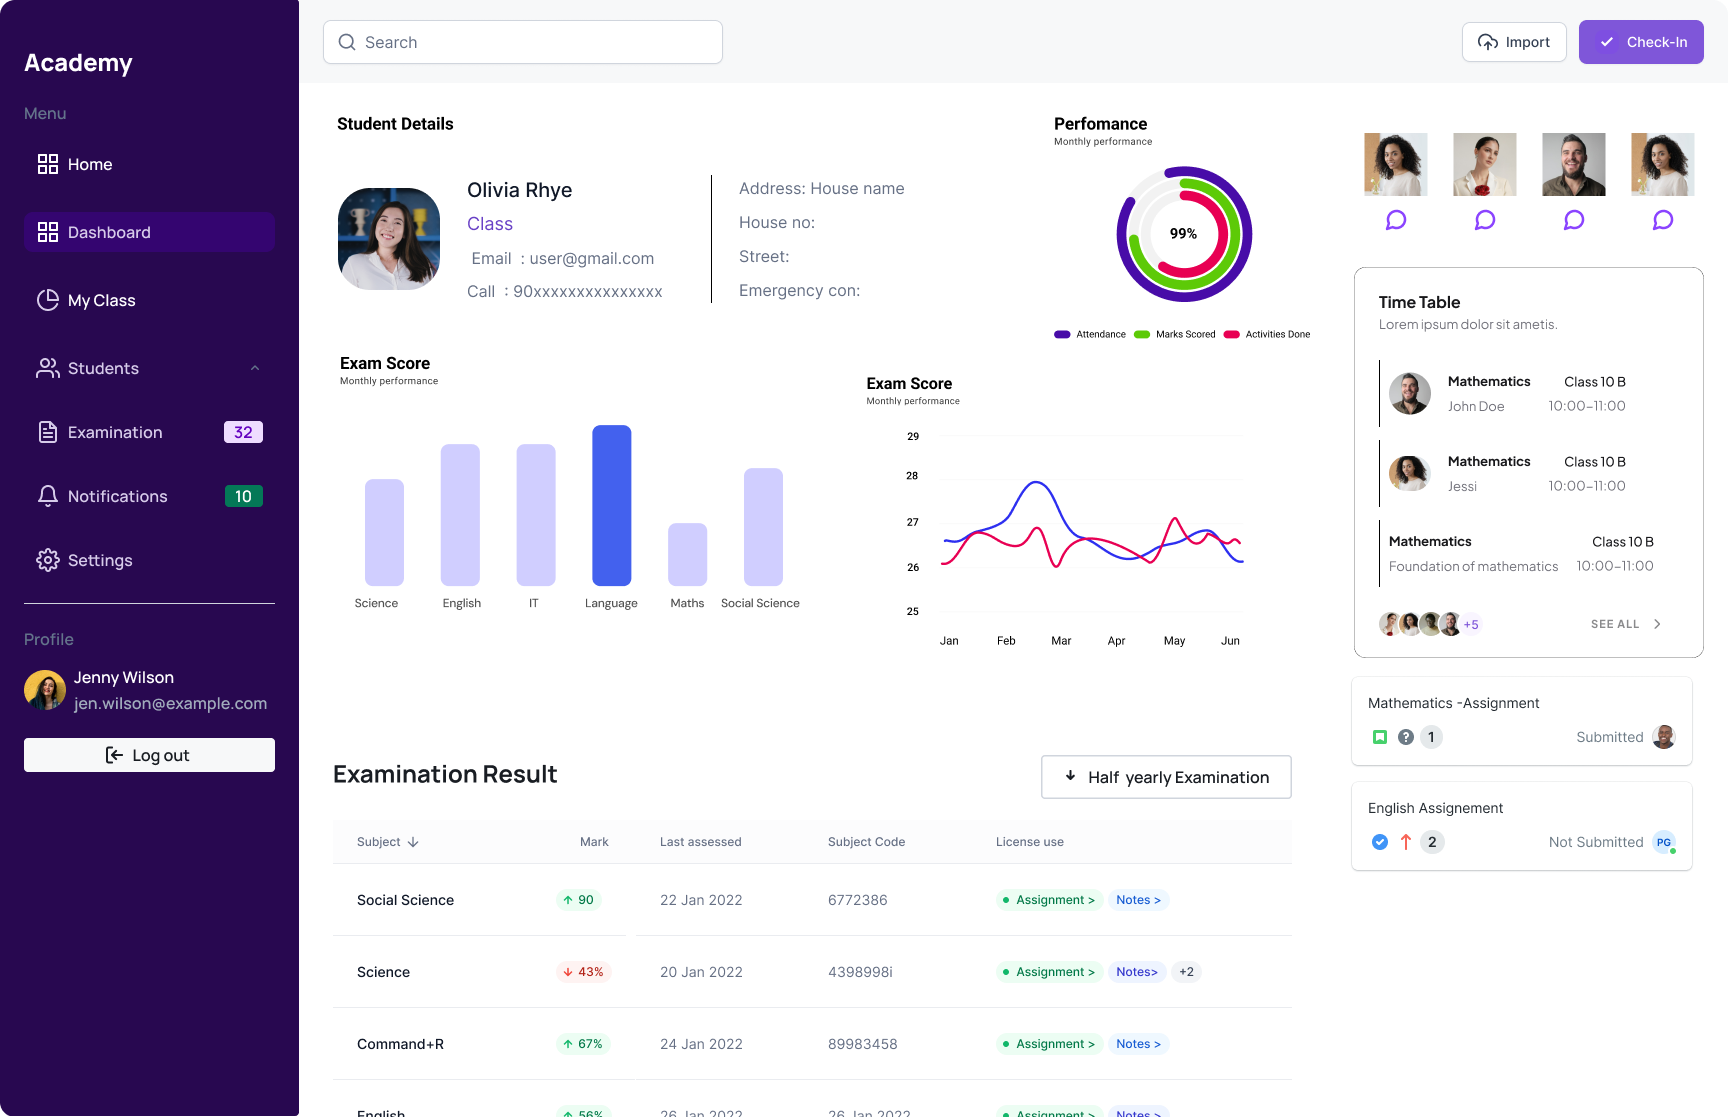 Academy
Menu
Home
Dashboard
My Class
Students
Examination 32
Notifications 10
Settings
Profile
Jenny Wilson
jen.wilson@example.com
Log out
Search
Import
Check-In
Student Details
Olivia Rhye
Class
Email : user@gmail.com
Call : 90xxxxxxxxxxxxxxx
Address: House name
House no:
Street:
Emergency con:
Perfomance
Monthly performance
99%
Attendance Marks Scored Activities Done
Exam Score
Monthly performance
Science English IT Language Maths Social Science
Exam Score
Monthly performance
29
28
27
26
25
Jan Feb Mar Apr May Jun
Time Table
Lorem ipsum dolor sit ametis.
Mathematics Class 10 B
John Doe 10:00-11:00
Mathematics Class 10 B
Jessi 10:00-11:00
Mathematics Class 10 B
Foundation of mathematics 10:00-11:00
+5 SEE ALL
Mathematics -Assignment
1 Submitted
English Assignement
2 Not Submitted PG
Examination Result
Half yearly Examination
Subject Mark Last assessed Subject Code License use
Social Science 90 22 Jan 2022 6772386 Assignment > Notes >
Science 43% 20 Jan 2022 4398998i Assignment > Notes> +2
Command+R 67% 24 Jan 2022 89983458 Assignment > Notes >
English 56% 26 Jan 2022 26 Jan 2022 Assignment > Notes >